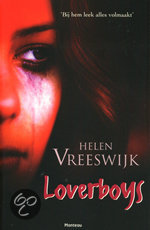 'Bij hem leek alles volmaakt'
HELEN
VREESWIJK
Loverboys
Manteau